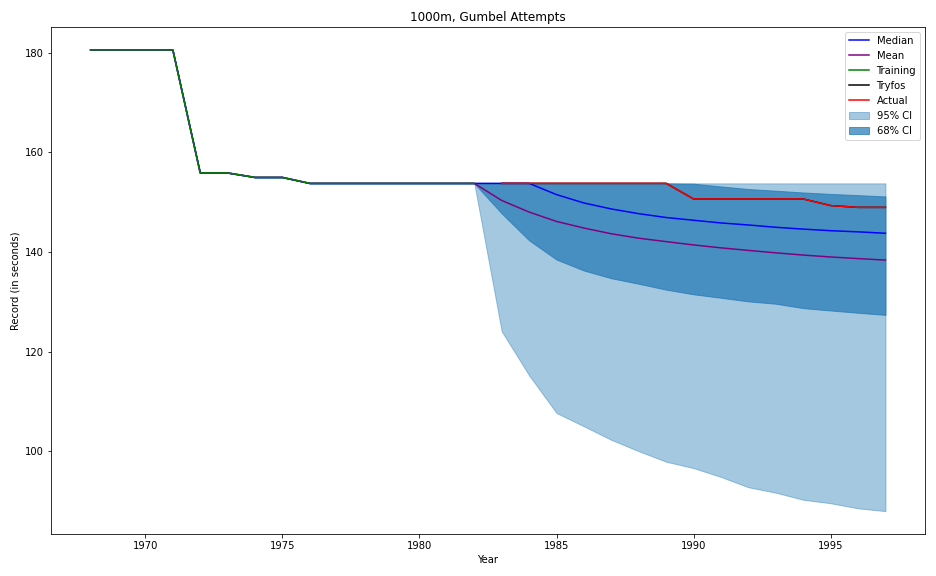 1000m, Gumbel Attempts
Median
Mean
Training
Tryfos
Actual
95% CI
68% CI
180
160
140
120
100
Record (in seconds)
1970 1975 1980 1985 1990 1995
Year